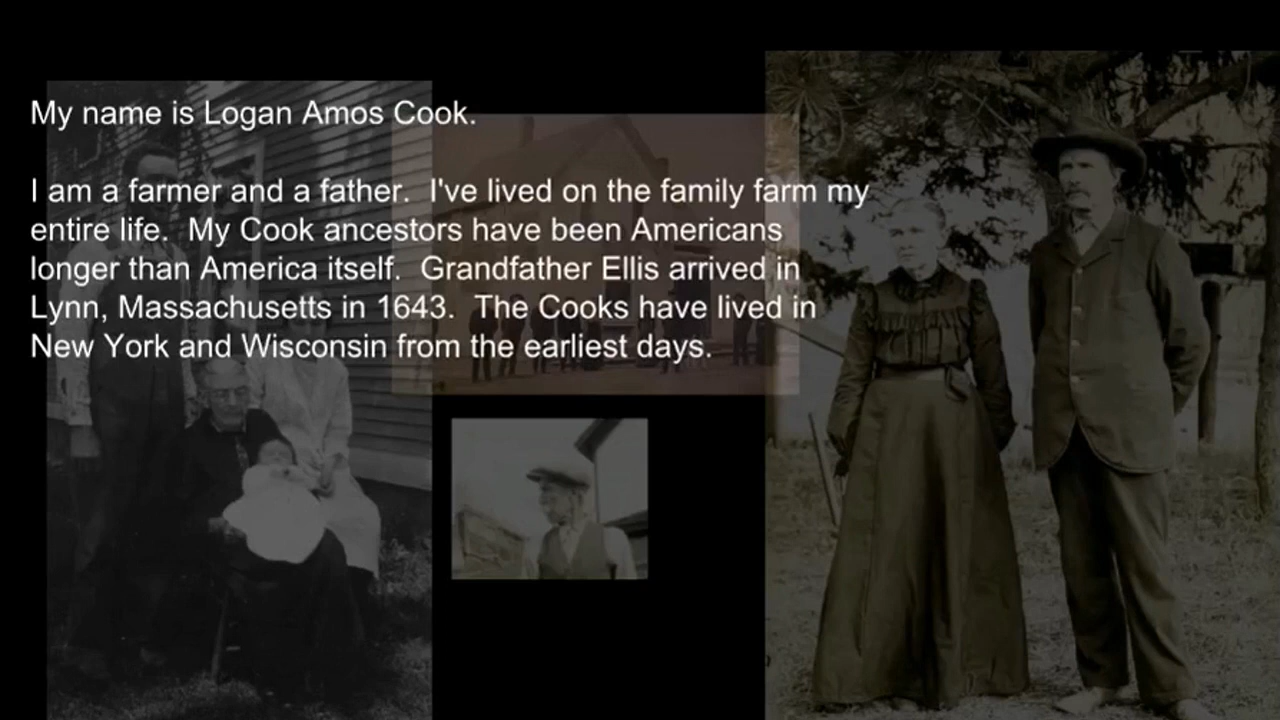 My name is Logan Amos Cook.
I am a farmer and a father.  I've lived on the family farm my
entire life.  My Cook ancestors have been Americans
longer than America itself.  Grandfather Ellis arrived in
Lynn, Massachusetts in 1643.  The Cooks have lived in
New York and Wisconsin from the earliest days.